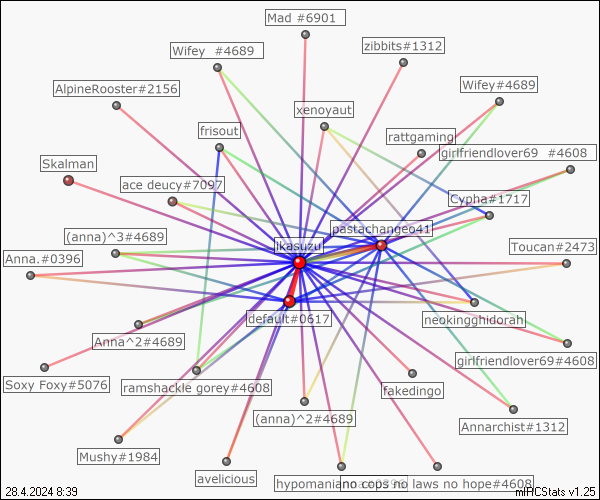 Mad #6901
zibbits#1312
Wifey #4689
AlpineRooster#2156
Wifey#4689
xenoyaut
frisout
rattgaming
girlfriendlover69 #4608
Skalman
ace deucy#7097
Cypha#1717
pastachangeo41
(anna)^3#4689
ikasuzu
Toucan#2473
Anna.#0396
default#0617
neokingghidorah
Anna^2#4689
girlfriendlover69#4608
Soxy Foxy#5076
ramshackle gorey#4608
fakedingo
(anna)^2#4689
Annarchist#1312
Mushy#1984
avelicious
hypomaniano cops no laws no hope#4608
28.4.2024 8:39
mIRCStats v1.25